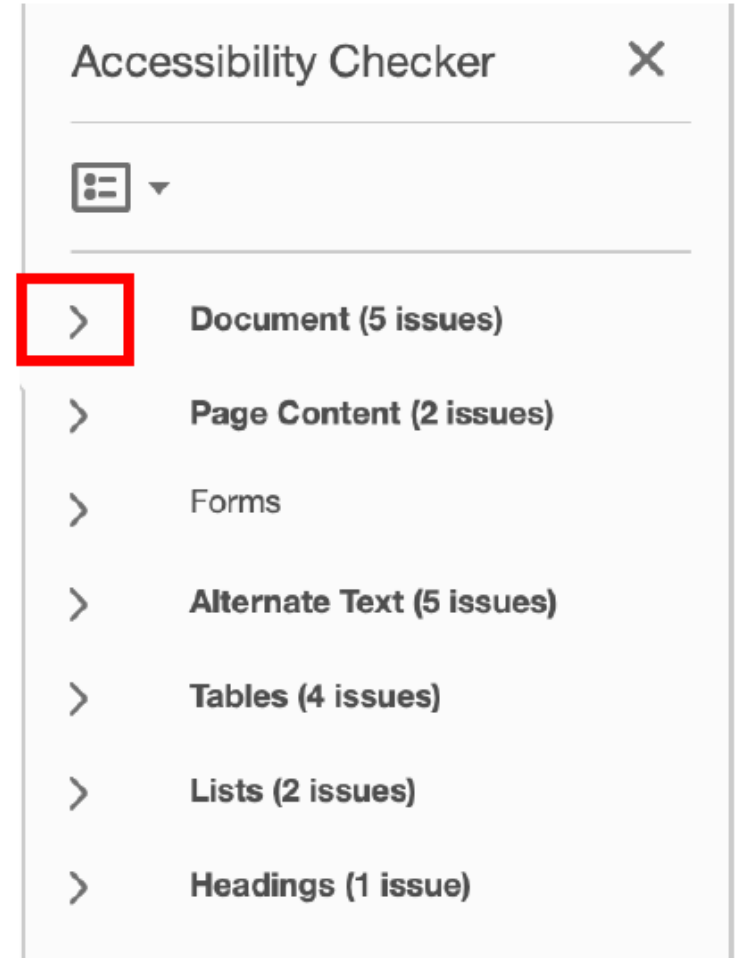 Accessibility Checker
Document (5 issues)
Page Content (2 issues)
Forms
Alternate Text (5 issues)
Tables (4 issues)
Lists (2 issues)
Headings (1 issue)